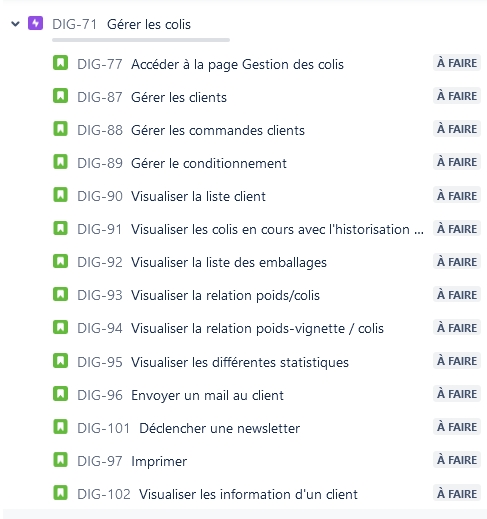 DIG-71 Gérer les colis
DIG-77 Accéder à la page Gestion des colis À FAIRE
DIG-87 Gérer les clients À FAIRE
DIG-88 Gérer les commandes clients À FAIRE
DIG-89 Gérer le conditionnement À FAIRE
DIG-90 Visualiser la liste client À FAIRE
DIG-91 Visualiser les colis en cours avec l'historisation ... À FAIRE
DIG-92 Visualiser la liste des emballages À FAIRE
DIG-93 Visualiser la relation poids/colis À FAIRE
DIG-94 Visualiser la relation poids-vignette / colis À FAIRE
DIG-95 Visualiser les différentes statistiques À FAIRE
DIG-96 Envoyer un mail au client À FAIRE
DIG-101 Déclencher une newsletter À FAIRE
DIG-97 Imprimer À FAIRE
DIG-102 Visualiser les information d'un client À FAIRE